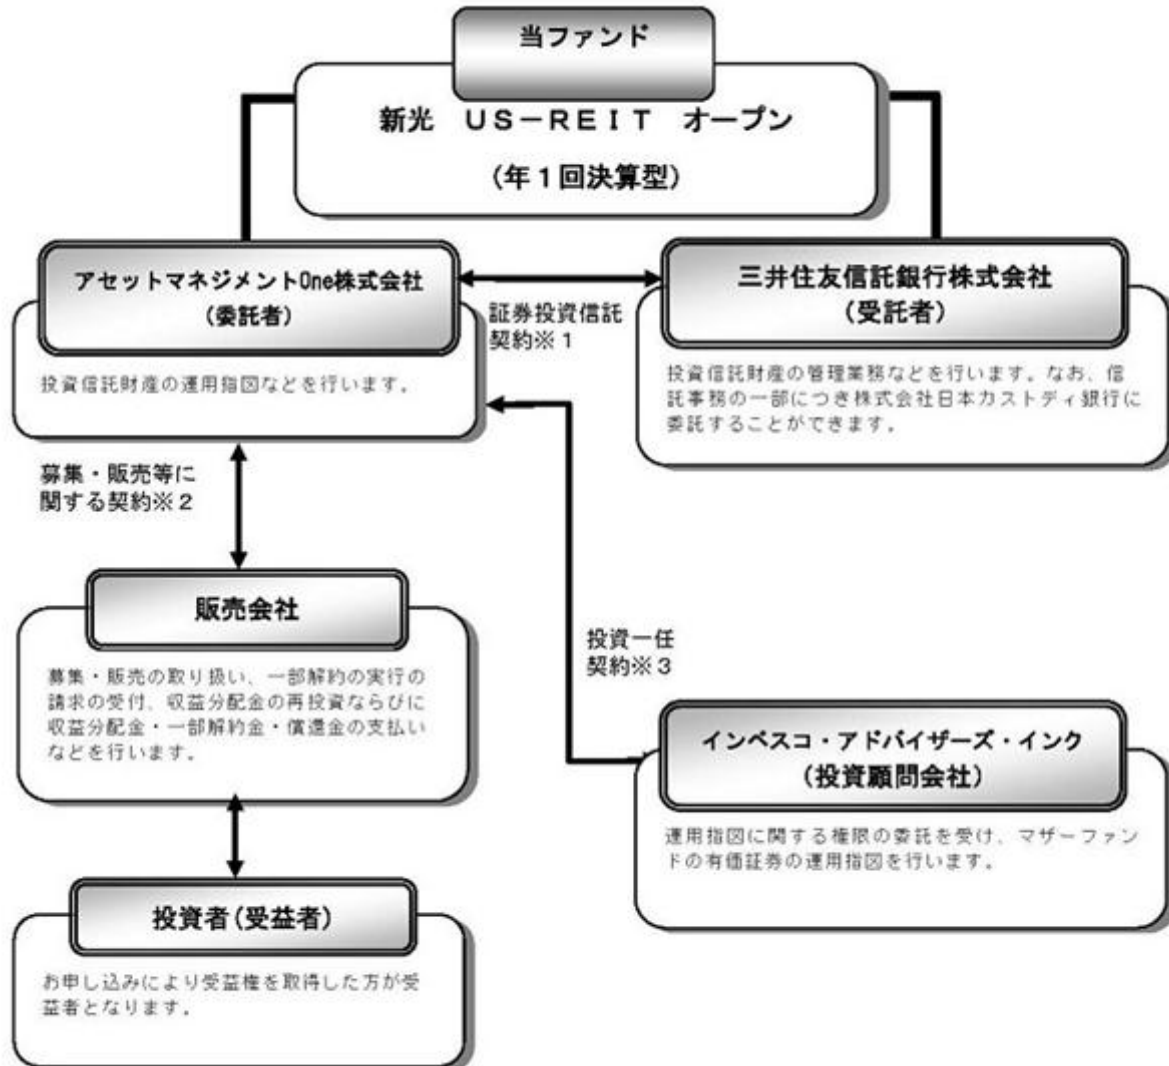 当ファンド
新光 US-REIT オープン
(年1回決算型)
アセットマネジメントOne株式会社
(委託者)
投資信託財産の運用指図などを行います。
証券投資信託
契約※1
三井住友信託銀行株式会社
(受託者)
投資信託財産の管理業務などを行います。なお、信
託事務の一部につき株式会社日本カストディ銀行に
委託することができます。
募集・販売等に
関する契約※2
販売会社
募集・販売の取り扱い、一部解約の実行の
請求の受付、収益分配金の再投資ならびに
収益分配金・一部解約金・償還金の支払い
などを行います。
投資一任
契約※3
インベスコ・アドバイザーズ・インク
(投資顧問会社)
運用指図に関する権限の委託を受け、マザーファン
ドの有価証券の運用指図を行います。
投資者(受益者)
お申し込みにより受益権を取得した方が受
益者となります。